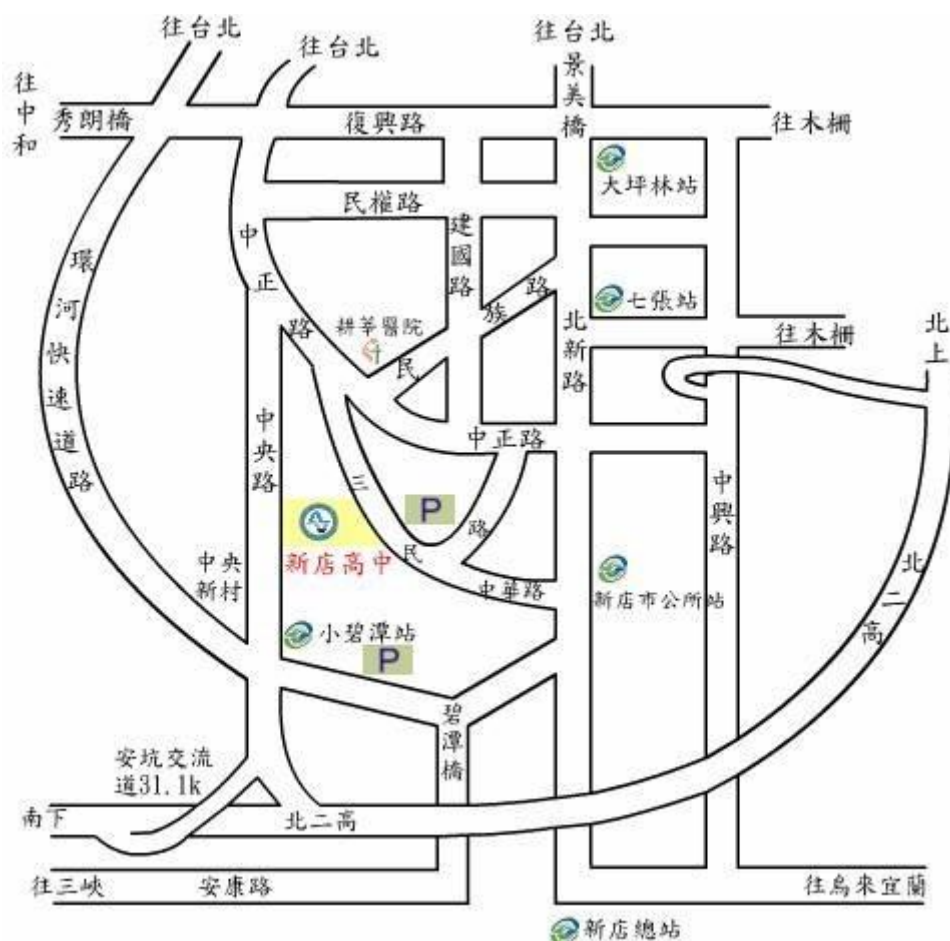 往台北
往台北
往台北
景美橋
往中和
秀朗橋
復興路
往木柵
大坪林站
民權路
建國路
中正路
環河快速道路
七張站
民族路
北新路
耕莘醫院
往木柵
北上
中央路
中正路
三民路
P
中興路
新店高中
中央
新村
中華路
新店市公所站
北二高
小碧潭站
P
碧潭橋
安坑交流
道31.1k
南下
北二高
往三峽
安康路
往烏來宜蘭
新店總站